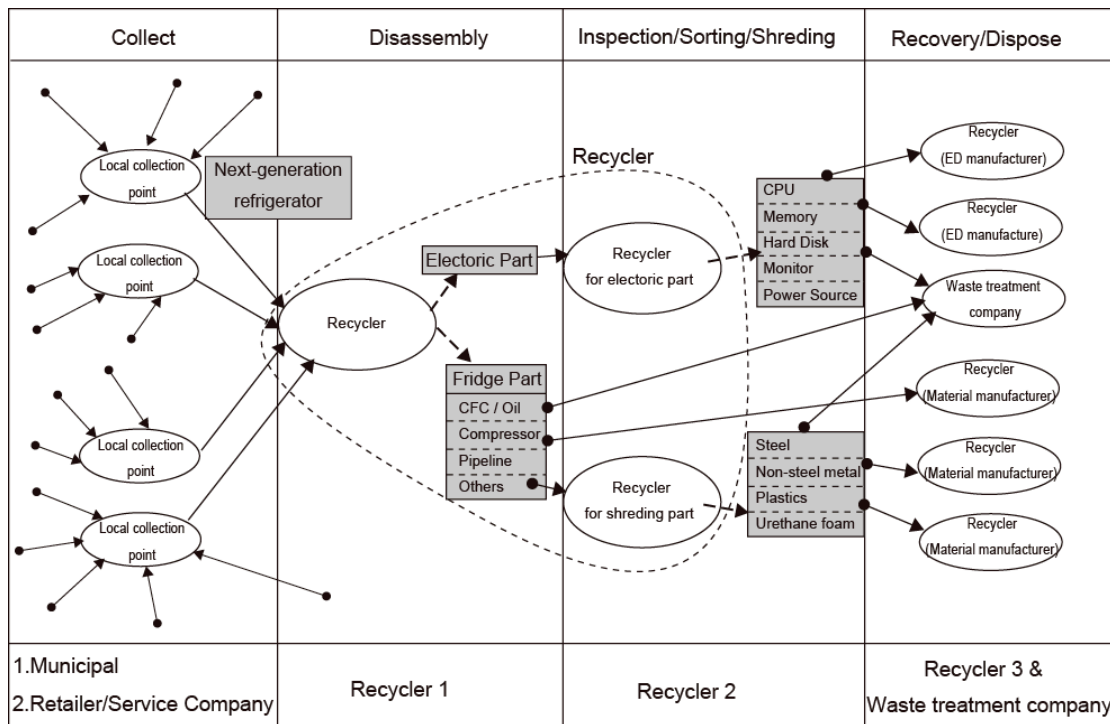 Collect
Disassembly
Inspection/Sorting/Shreding
Recovery/Dispose
Local collection
point
Next-generation
refrigerator
Local collection
point
Local collection
point
Local collection
point
Recycler
Recycler
Electoric Part
Fridge Part
CFC / Oil
Compressor
Pipeline
Others
Recycler
for electoric part
Recycler
for shreding part
CPU
Memory
Hard Disk
Monitor
Power Source
Steel
Non-steel metal
Plastics
Urethane foam
Recycler
(ED manufacturer)
Recycler
(ED manufacture)
Waste treatment
company
Recycler
(Material manufacturer)
Recycler
(Material manufacturer)
Recycler
(Material manufacturer)
1.Municipal
2.Retailer/Service Company
Recycler 1
Recycler 2
Recycler 3 &
Waste treatment company